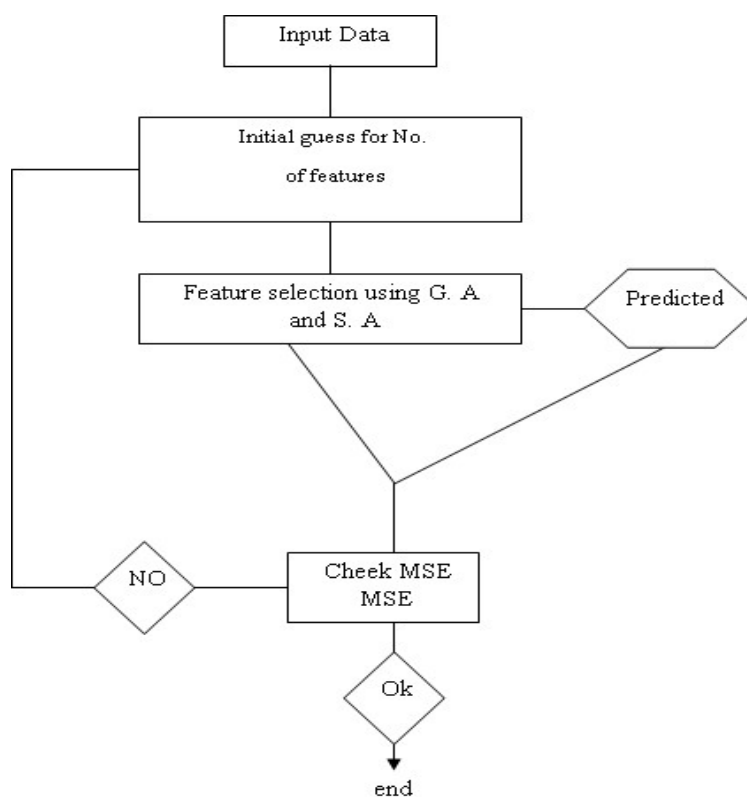 Input Data
Initial guess for No.
of features
Feature selection using G. A
and S. A
Predicted
NO
Cheek MSE
MSE
Ok
end